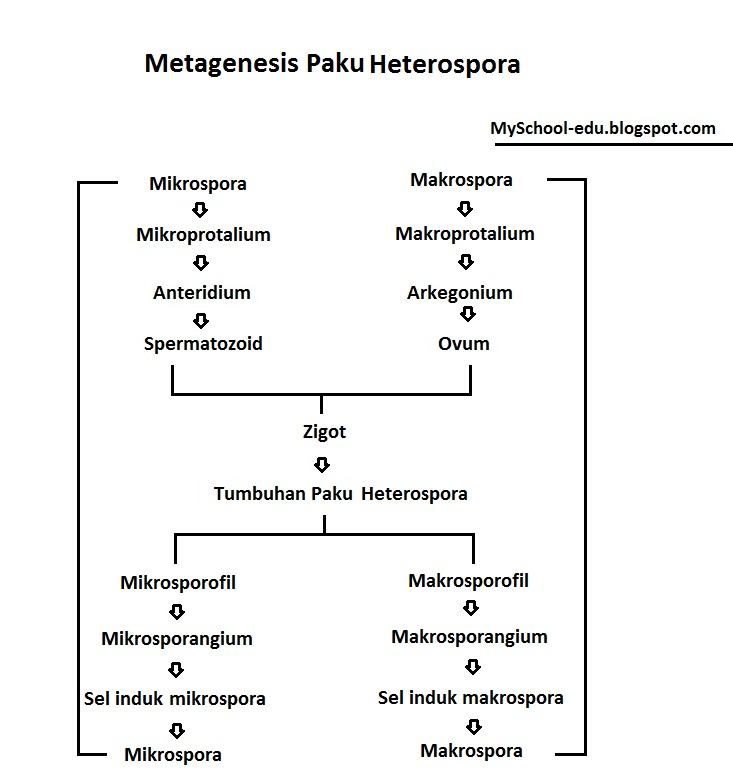 Metagenesis Paku Heterospora
MySchool-edu.blogspot.com
Mikrospora
Makrospora
Mikroprotalium
Makroprotalium
Anteridium
Arkegonium
Spermatozoid
Ovum
Zigot
Tumbuhan Paku Heterospora
Mikrosporofil
Makrosporofil
Mikrosporangium
Makrosporangium
Sel induk mikrospora
Sel induk makrospora
Mikrospora
Makrospora